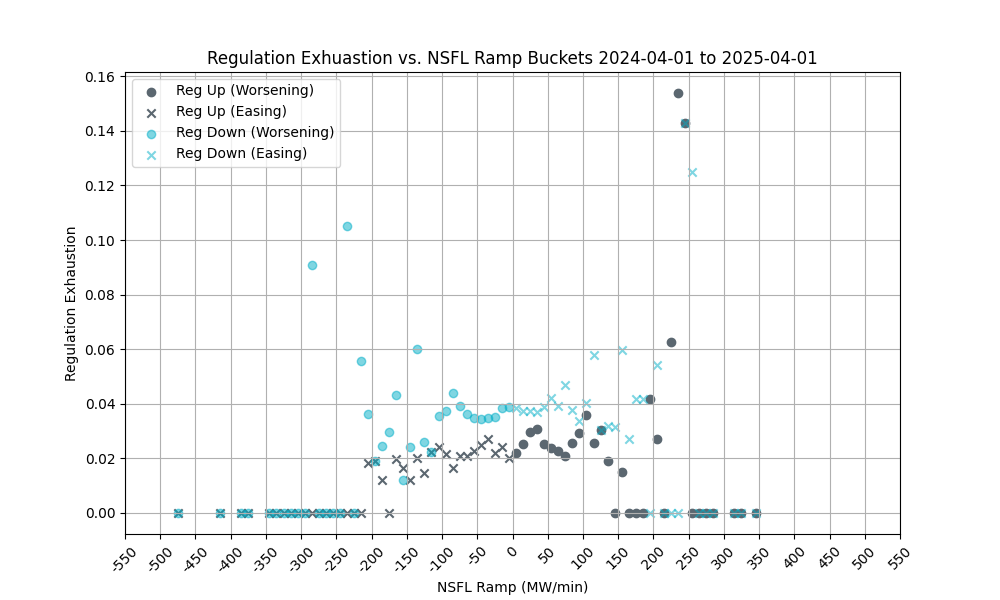 Regulation Exhuastion vs. NSFL Ramp Buckets 2024-04-01 to 2025-04-01
Reg Up (Worsening)
Reg Up (Easing)
Reg Down (Worsening)
Reg Down (Easing)
Regulation Exhaustion
0.16
0.14
0.12
0.10
0.08
0.06
0.04
0.02
0.00
-550 -500 -450 -400 -350 -300 -250 -200 -150 -100 -50 0 50 100 150 200 250 300 350 400 450 500 550
NSFL Ramp (MW/min)